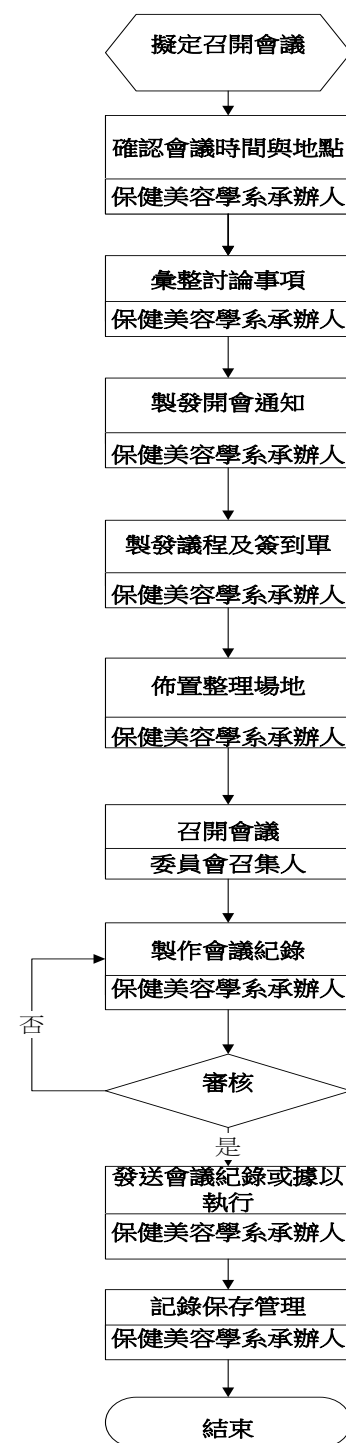 擬定召開會議
確認會議時間與地點
保健美容學系承辦人
彙整討論事項
保健美容學系承辦人
製發開會通知
保健美容學系承辦人
製發議程及簽到單
保健美容學系承辦人
佈置整理場地
保健美容學系承辦人
召開會議
委員會召集人
製作會議紀錄
保健美容學系承辦人
否
審核
是
發送會議紀錄或據以
執行
保健美容學系承辦人
記錄保存管理
保健美容學系承辦人
結束